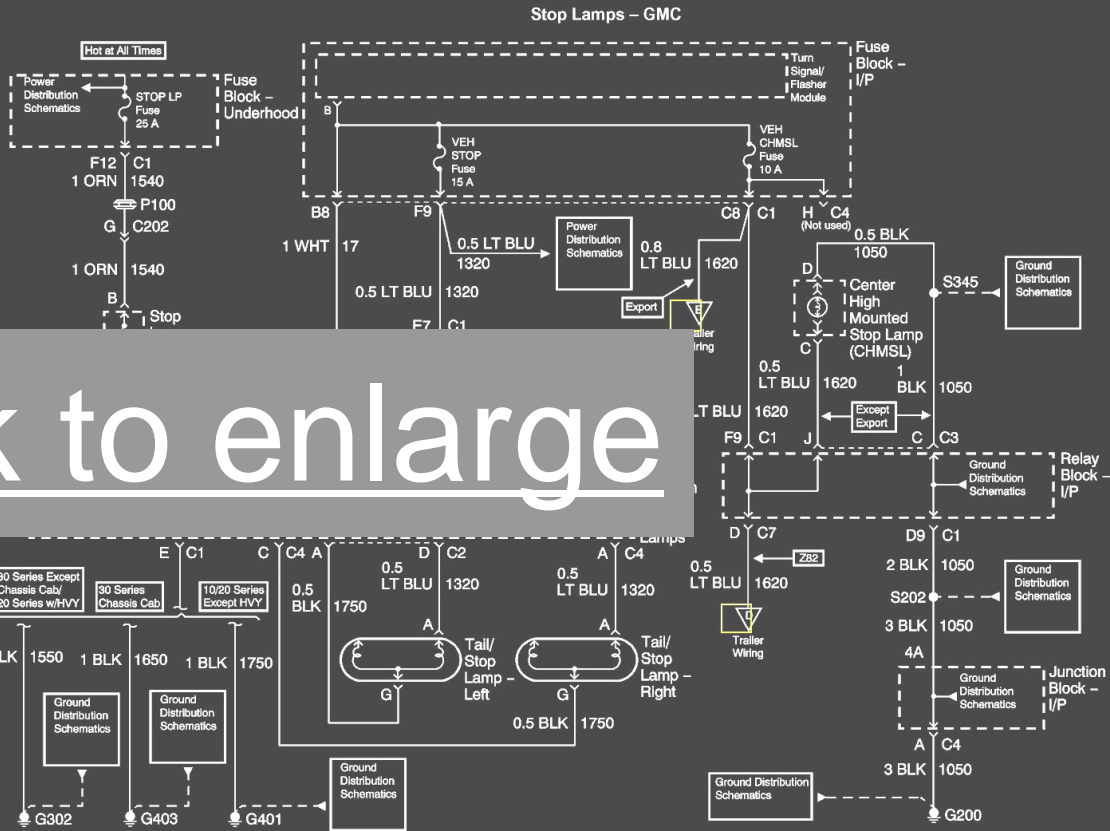 Stop Lamps – GMC
Hot at All Times
Power
Distribution
Schematics
STOP LP
Fuse
25 A
Fuse
Block –
Underhood
Turn
Signal/
Flasher
Module
Fuse
Block –
I/P
B
VEH
STOP
Fuse
15 A
VEH
CHMSL
Fuse
10 A
F12 C1
1 ORN 1540
P100
G C202
1 ORN 1540
B
Stop
B8
F9
C8 C1
H C4
(Not used)
1 WHT 17
0.5 LT BLU
1320
Power
Distribution
Schematics
0.8
LT BLU 1620
0.5 BLK
1050
0.5 LT BLU 1320
Export
E
D
Center
High
Mounted
Stop Lamp
(CHMSL)
S345
Ground
Distribution
Schematics
E7 C1
C
0.5
LT BLU 1620
1
BLK 1050
LT BLU 1620
Except
Export
k to enlarge
F9 C1
J
C C3
Ground
Distribution
Schematics
Relay
Block –
I/P
Lamps
D C7
D9 C1
E C1
C C4
A
D C2
A C4
Z82
30 Series Except
Chassis Cab/
20 Series w/HVY
30 Series
Chassis Cab
10/20 Series
Except HVY
0.5
BLK 1750
0.5
LT BLU 1320
0.5
LT BLU 1320
0.5
LT BLU 1620
2 BLK 1050
S202
Ground
Distribution
Schematics
3 BLK 1050
D
Trailer
Wiring
A
A
Tail/
Stop
Lamp –
Left
Tail/
Stop
Lamp –
Right
G
G
LK 1550
1 BLK 1650
1 BLK 1750
4A
Ground
Distribution
Schematics
Junction
Block –
I/P
Ground
Distribution
Schematics
Ground
Distribution
Schematics
0.5 BLK 1750
A C4
3 BLK 1050
Ground
Distribution
Schematics
Ground Distribution
Schematics
G302
G403
G401
G200